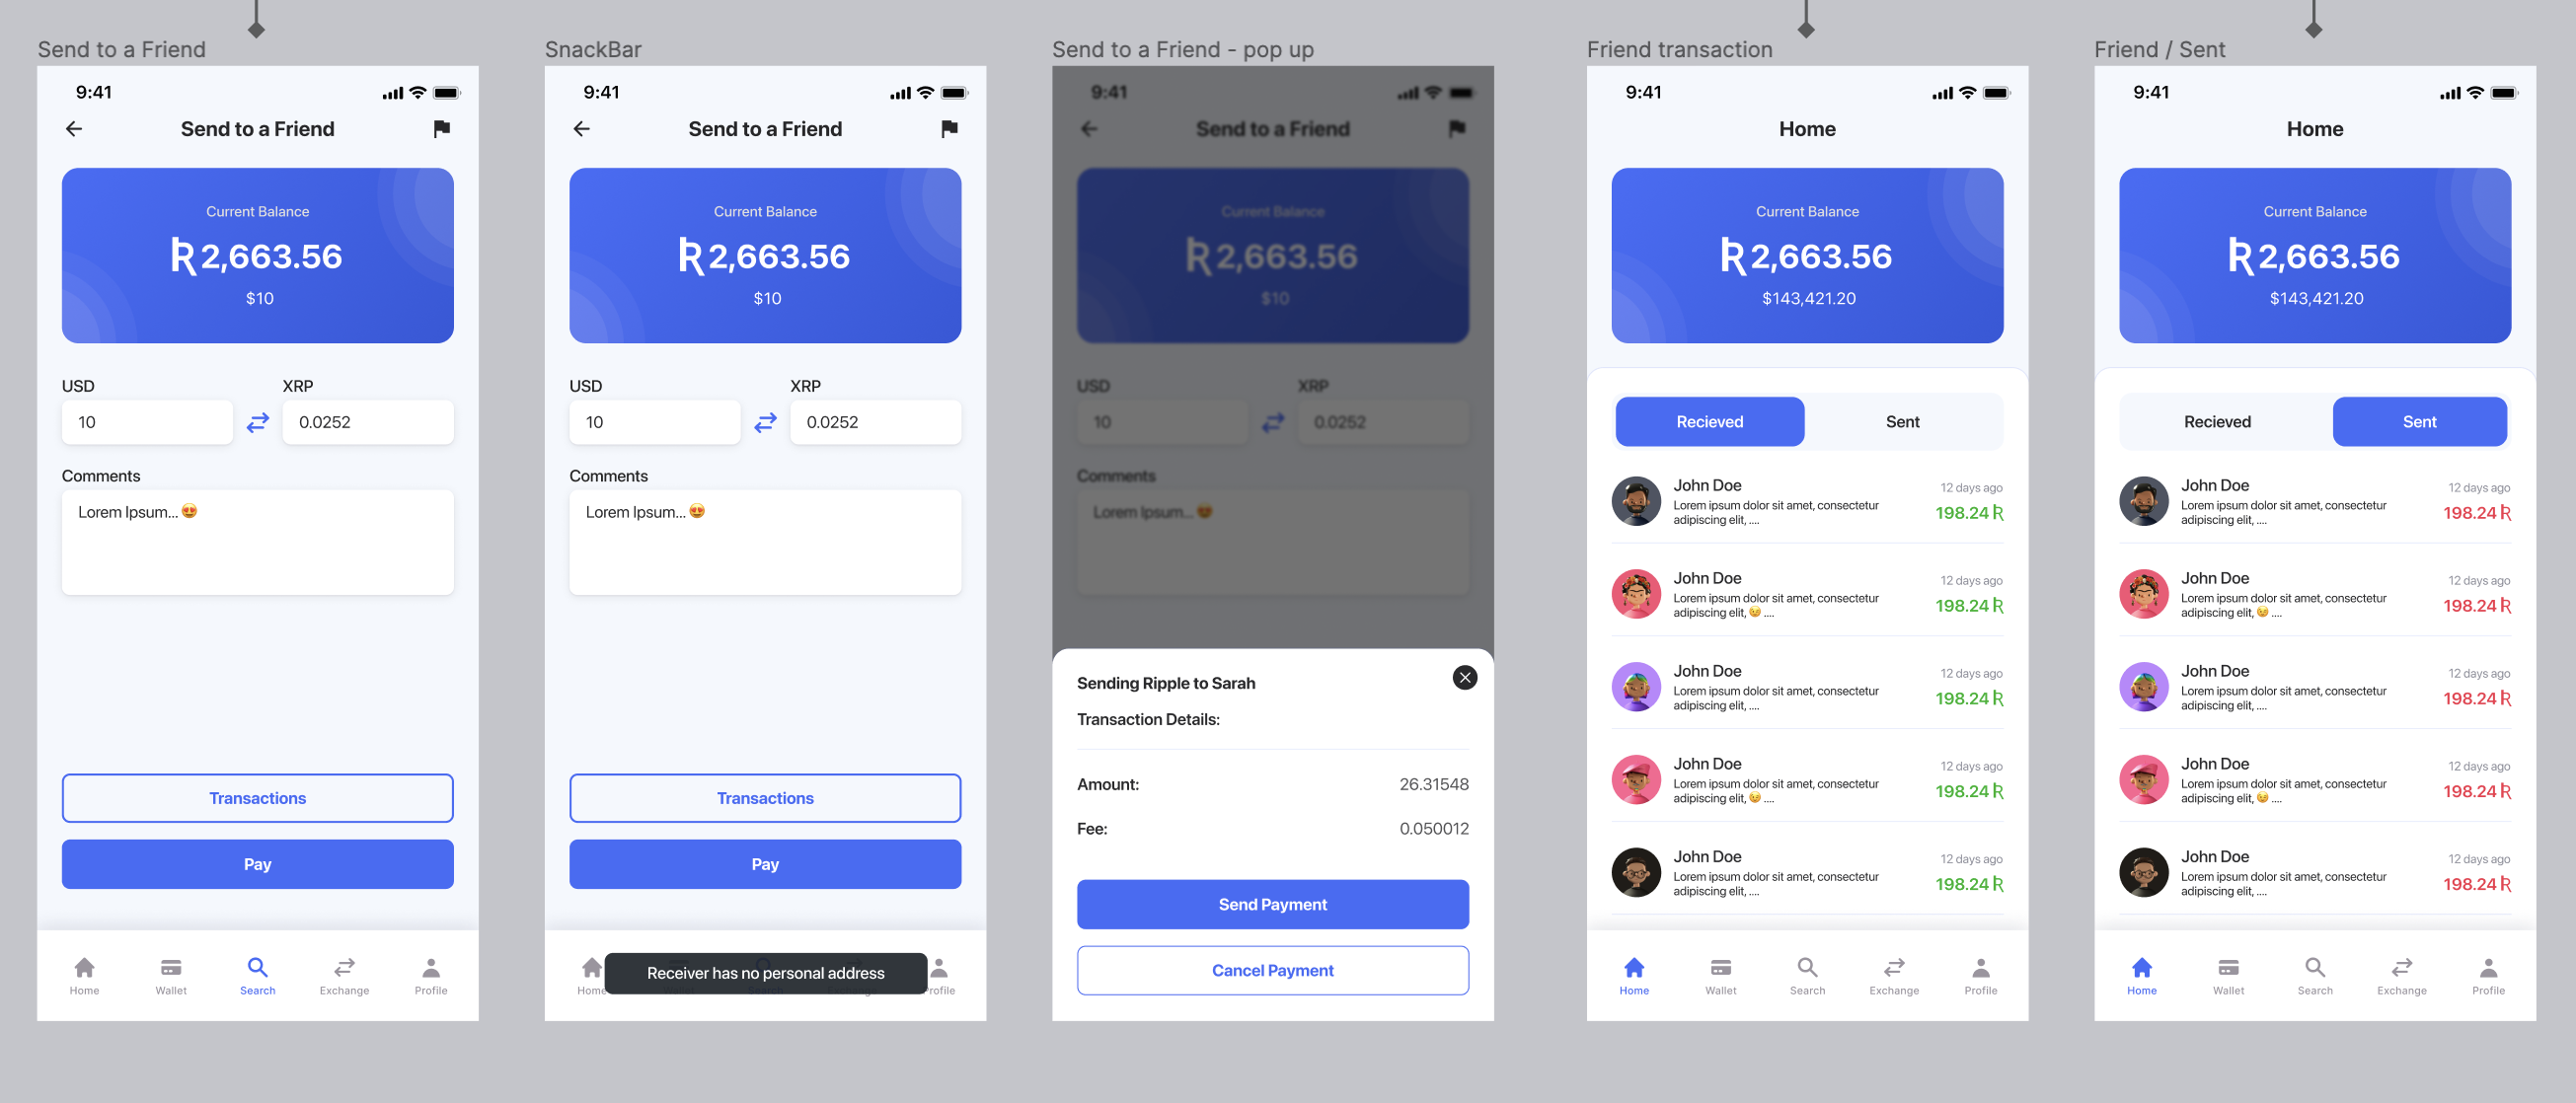 Send to a Friend
9:41
Send to a Friend
Current Balance
2,663.56
$10
USD
XRP
10
0.0252
Comments
Lorem Ipsum... 😍
Transactions
Pay
Home
Wallet
Search
Exchange
Profile
SnackBar
9:41
Send to a Friend
Current Balance
2,663.56
$10
USD
XRP
10
0.0252
Comments
Lorem Ipsum... 😍
Transactions
Pay
Home
Receiver has no personal address
Profile
Send to a Friend - pop up
9:41
Send to a Friend
Current Balance
2,663.56
$10
USD
XRP
10
0.0252
Comments
Lorem Ipsum... 😍
Sending Ripple to Sarah
Transaction Details:
Amount: 26.31548
Fee: 0.050012
Send Payment
Cancel Payment
Friend transaction
9:41
Home
Current Balance
2,663.56
$143,421.20
Recieved
Sent
John Doe
12 days ago
Lorem ipsum dolor sit amet, consectetur
adipiscing elit, ....
198.24
John Doe
12 days ago
Lorem ipsum dolor sit amet, consectetur
adipiscing elit, 😉 ....
198.24
John Doe
12 days ago
Lorem ipsum dolor sit amet, consectetur
adipiscing elit, ....
198.24
John Doe
12 days ago
Lorem ipsum dolor sit amet, consectetur
adipiscing elit, 😉 ....
198.24
John Doe
12 days ago
Lorem ipsum dolor sit amet, consectetur
adipiscing elit, ....
198.24
Home
Wallet
Search
Exchange
Profile
Friend / Sent
9:41
Home
Current Balance
2,663.56
$143,421.20
Recieved
Sent
John Doe
12 days ago
Lorem ipsum dolor sit amet, consectetur
adipiscing elit, ....
198.24
John Doe
12 days ago
Lorem ipsum dolor sit amet, consectetur
adipiscing elit, 😉 ....
198.24
John Doe
12 days ago
Lorem ipsum dolor sit amet, consectetur
adipiscing elit, ....
198.24
John Doe
12 days ago
Lorem ipsum dolor sit amet, consectetur
adipiscing elit, 😉 ....
198.24
John Doe
12 days ago
Lorem ipsum dolor sit amet, consectetur
adipiscing elit, ....
198.24
Home
Wallet
Search
Exchange
Profile